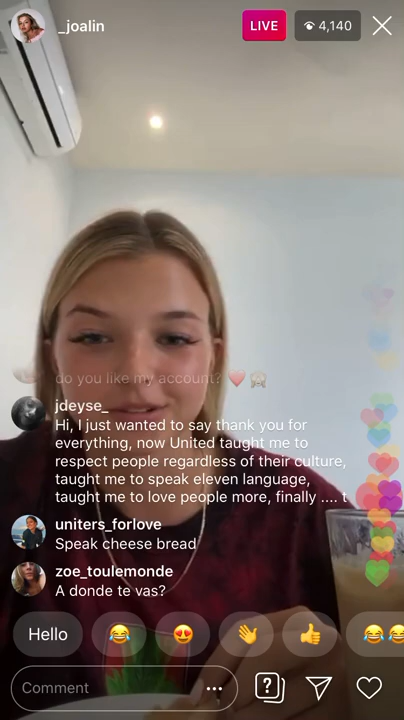 _joalin
LIVE
4,140
do you like my account? ❤️ 🙈
jdeyse_
Hi, I just wanted to say thank you for
everything, now United taught me to
respect people regardless of their culture,
taught me to speak eleven language,
taught me to love people more, finally .... t
uniters_forlove
Speak cheese bread
zoe_toulemonde
A donde te vas?
Hello 😂 😍 👋 👍 😂😂
Comment ...
?